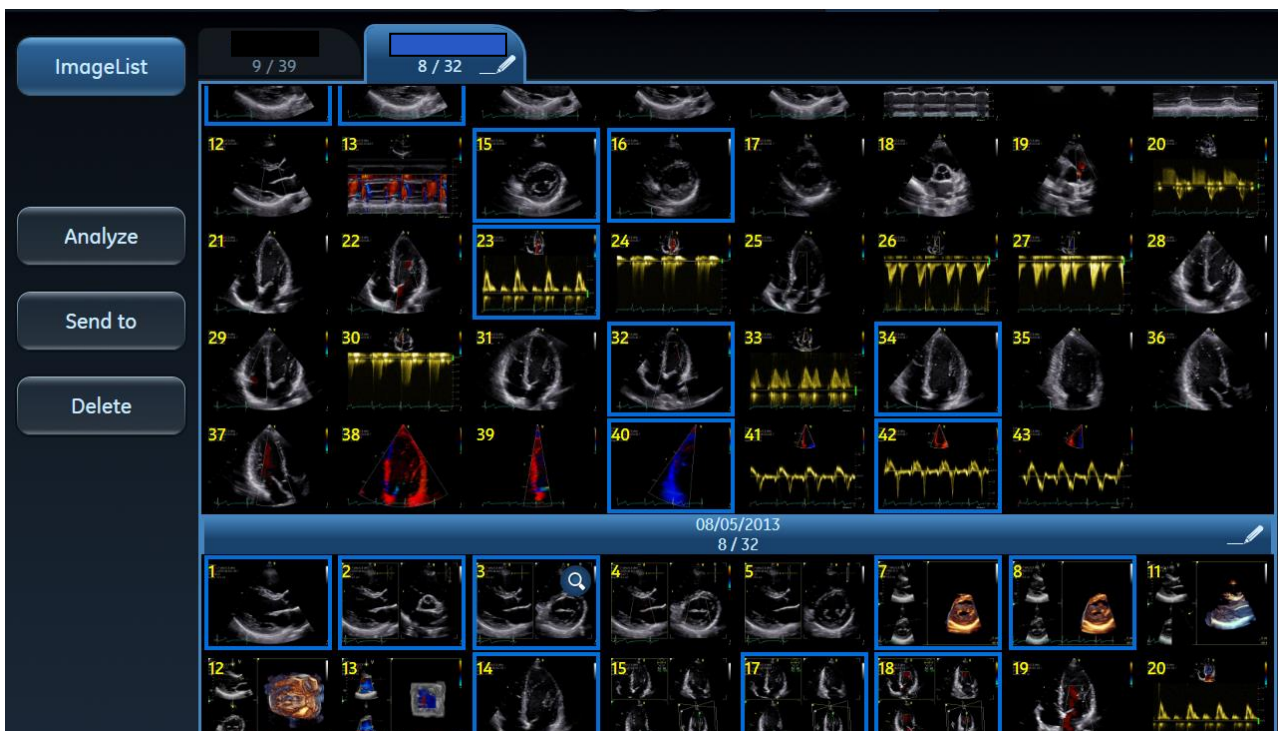 ImageList
9 / 39
8 / 32
Analyze
Send to
Delete
12 13 15 16 17 18 19 20
21 22 23 24 25 26 27 28
29 30 31 32 33 34 35 36
37 38 39 40 41 42 43
08/05/2013
8 / 32
1 2 3 4 5 7 8 11
12 13 14 15 17 18 19 20